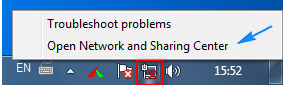 Troubleshoot problems
Open Network and Sharing Center
EN 15:52